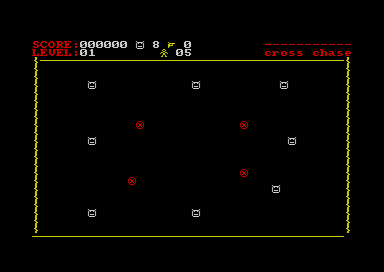 SCORE:000000 8 0 ----------
LEVEL:01 05 cross chase